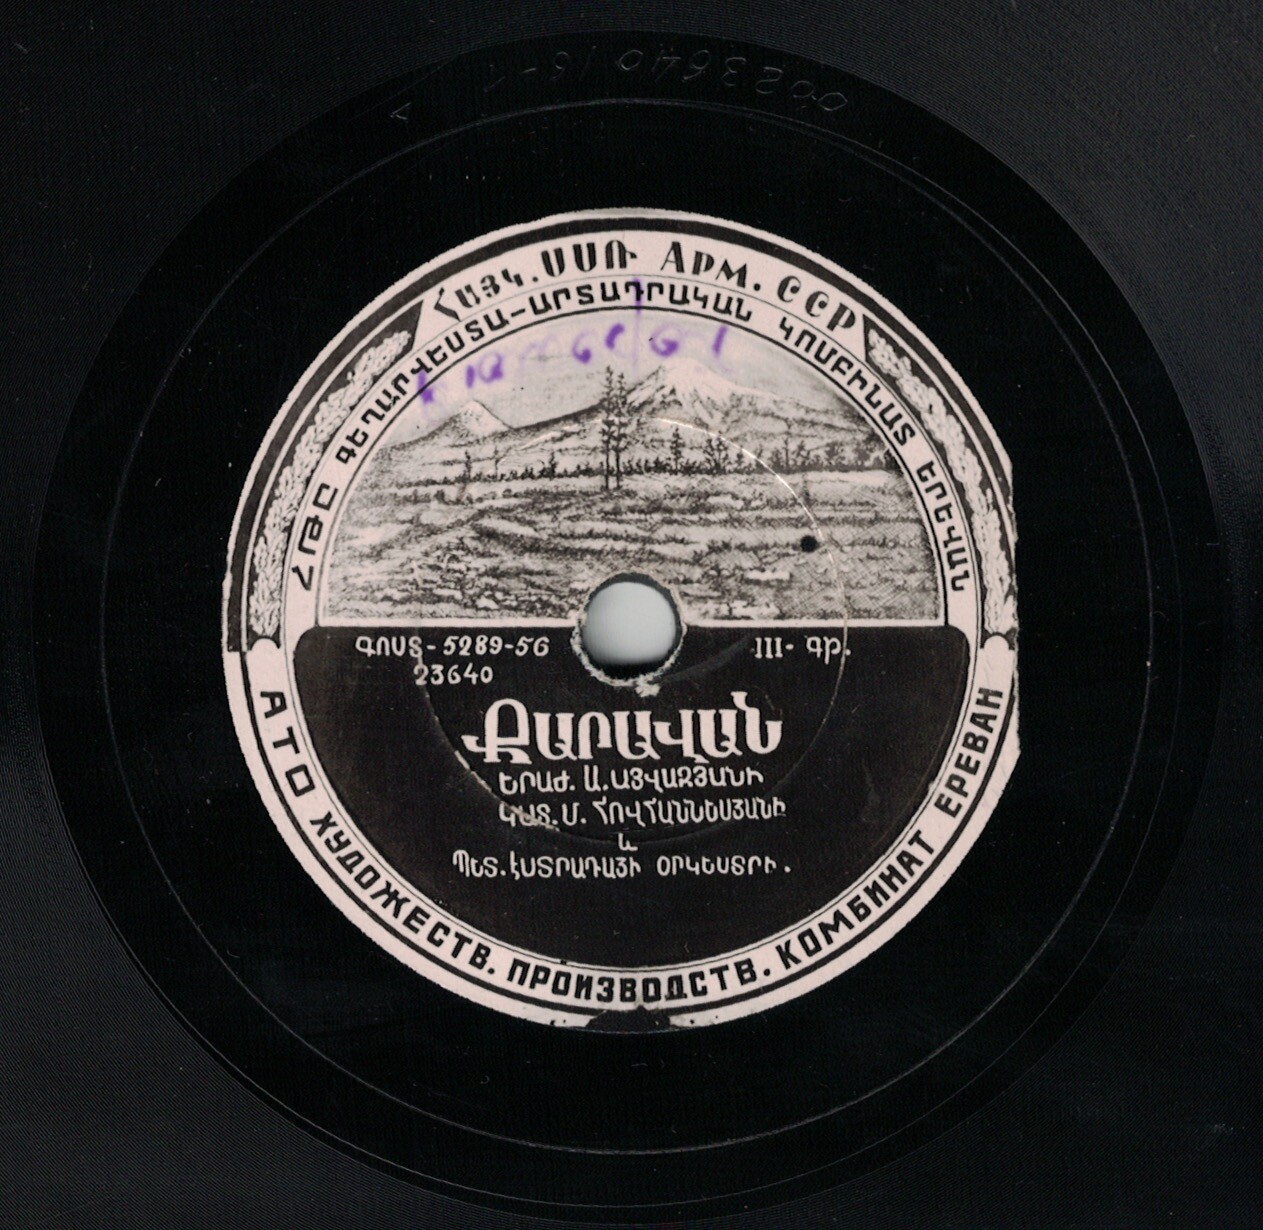 ՀԱՅԿ. ՍՍՌ АРМ. ССР
ՀԹԸ ԳԵՂԱՐՎԵՍՏԱ-ԱՐՏԱԴՐԱԿԱՆ ԿՈՄԲԻՆԱՏ ԵՐԵՎԱՆ
ԳՈՍՏ-5289-56 III- ԳՐ.
23640
ՔԱՐԱՎԱՆ
ԵՐԱԺ. Ա. ԱՅՎԱԶՅԱՆԻ
ԿԱՏ. Մ. ՀՈՎՀԱՆՆԵՍՅԱՆԻ
և
ՊԵՏ. ԷՍՏՐԱԴԱՅԻ ՕՐԿԵՍՏՐԻ.
АТО ХУДОЖЕСТВ. ПРОИЗВОДСТВ. КОМБИНАТ ЕРЕВАН